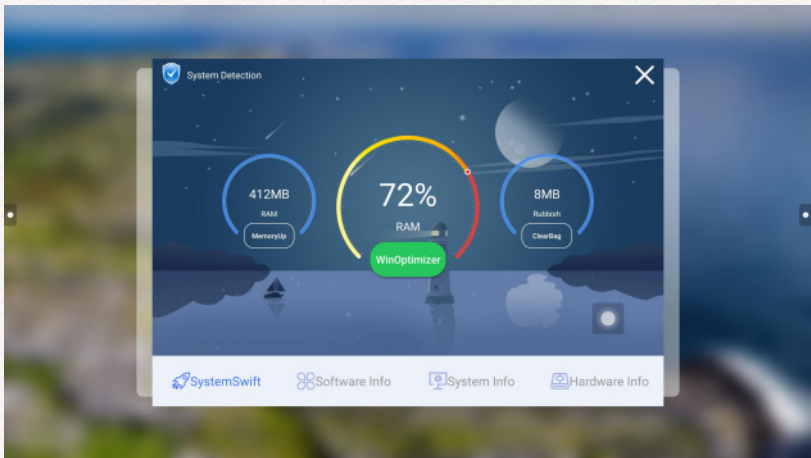 System Detection
412MB
RAM
MemoryUp
72%
RAM
WinOptimizer
8MB
Rubbish
ClearBag
SystemSwift
Software Info
System Info
Hardware Info